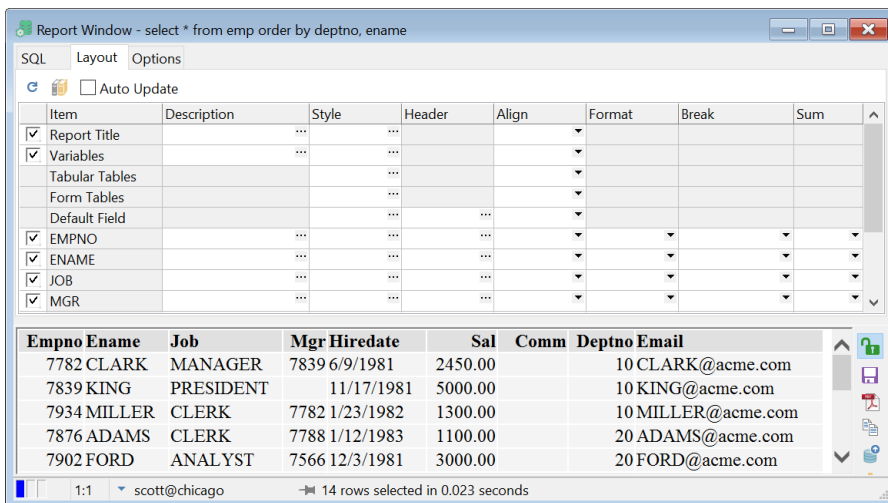 Report Window - select * from emp order by deptno, ename
SQL Layout Options
Auto Update
Item Description Style Header Align Format Break Sum
Report Title ... ...
Variables ... ...
Tabular Tables ...
Form Tables ...
Default Field ... ...
EMPNO ... ... ...
ENAME ... ... ...
JOB ... ... ...
MGR ... ... ...
Empno Ename Job Mgr Hiredate Sal Comm Deptno Email
7782 CLARK MANAGER 7839 6/9/1981 2450.00 10 CLARK@acme.com
7839 KING PRESIDENT 11/17/1981 5000.00 10 KING@acme.com
7934 MILLER CLERK 7782 1/23/1982 1300.00 10 MILLER@acme.com
7876 ADAMS CLERK 7788 1/12/1983 1100.00 20 ADAMS@acme.com
7902 FORD ANALYST 7566 12/3/1981 3000.00 20 FORD@acme.com
1:1 scott@chicago 14 rows selected in 0.023 seconds